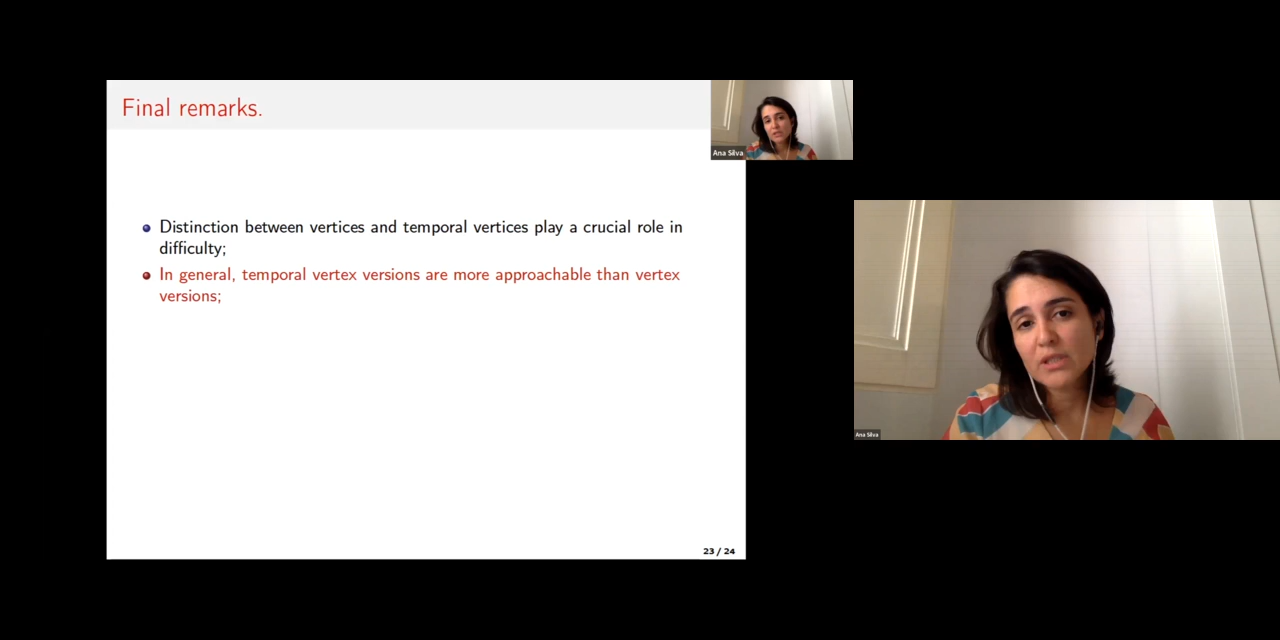 Final remarks.
Ana Silva
Distinction between vertices and temporal vertices play a crucial role in
difficulty;
In general, temporal vertex versions are more approachable than vertex
versions;
Ana Silva
23 / 24